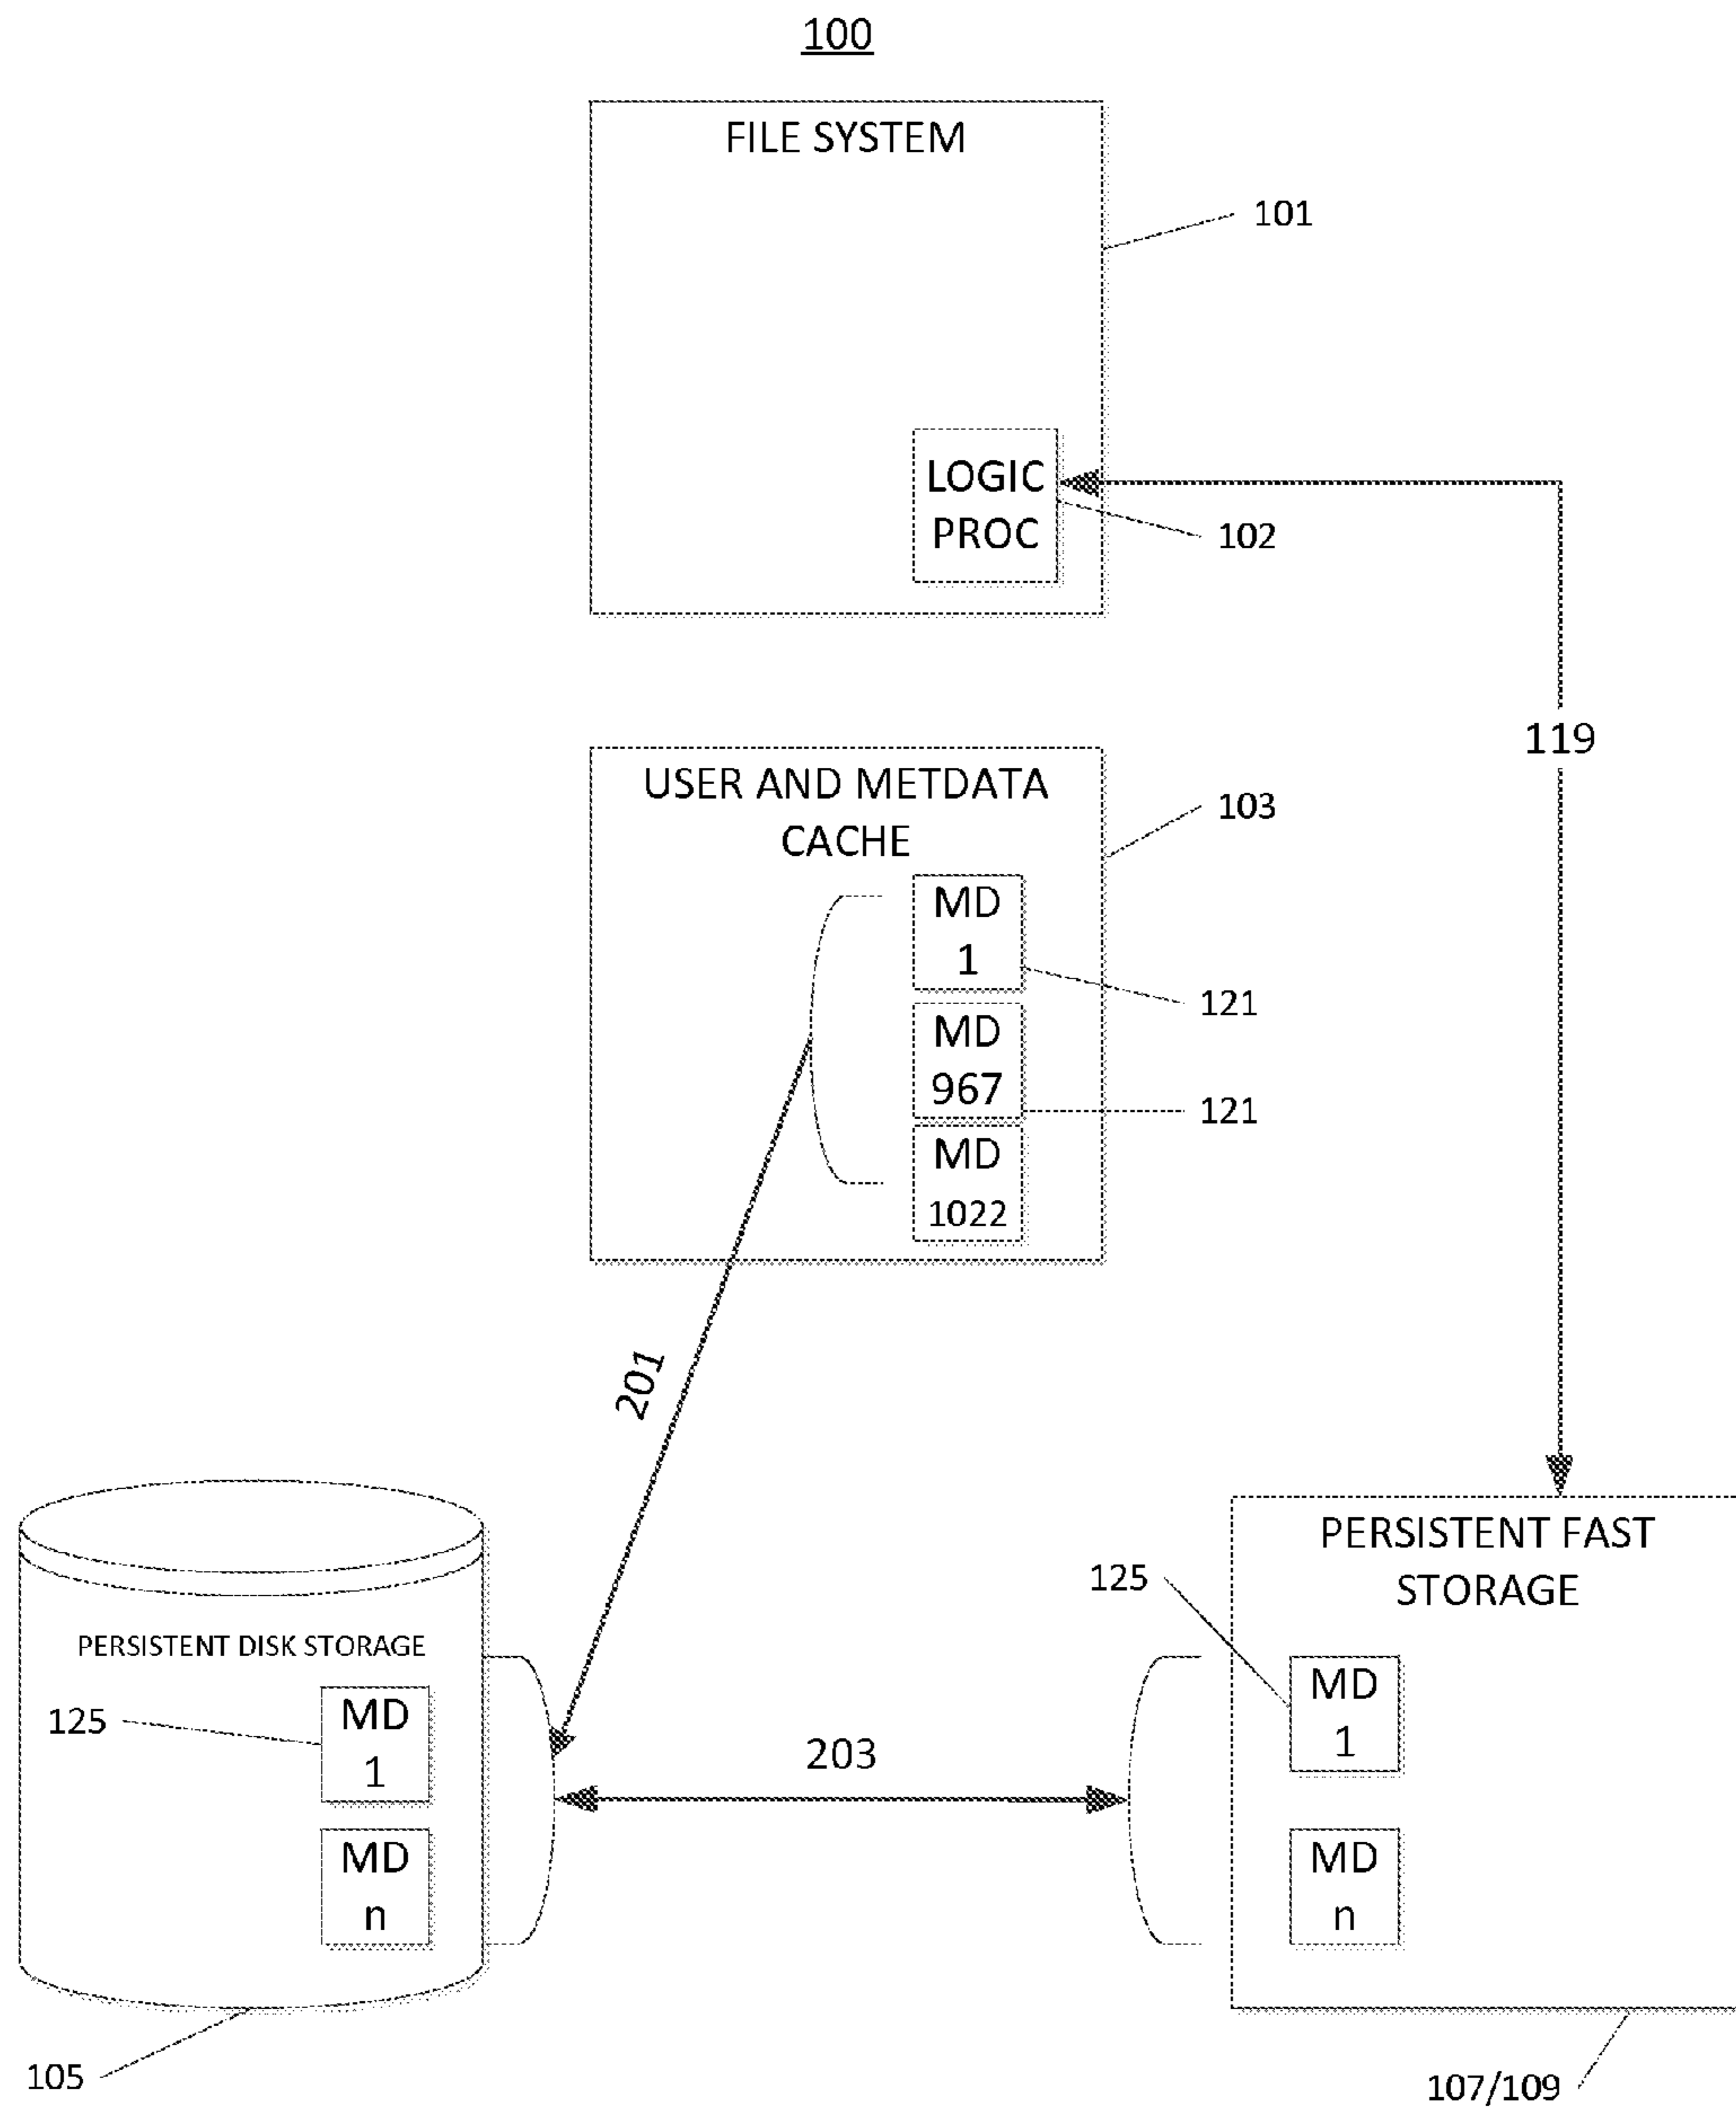 100
FILE SYSTEM
101
LOGIC
PROC
102
119
USER AND METDATA
CACHE
103
MD
1
121
MD
967
121
MD
1022
201
PERSISTENT DISK STORAGE
125
MD
1
MD
n
105
203
PERSISTENT FAST
STORAGE
125
MD
1
MD
n
107/109